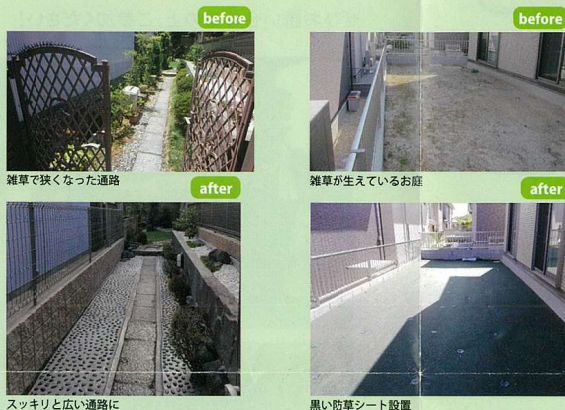 before
before
雑草で狭くなった通路
雑草が生えているお庭
after
after
スッキリと広い通路に
黒い防草シート設置